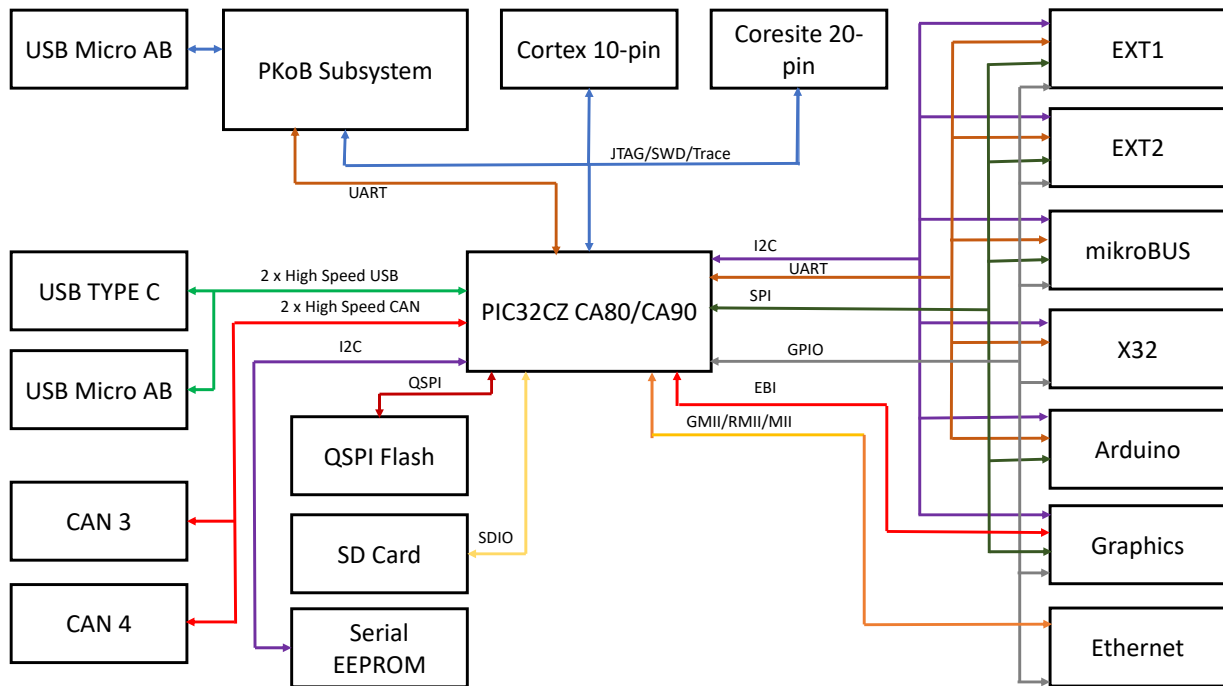 USB Micro AB
PKoB Subsystem
Cortex 10-pin
Coresite 20-
pin
EXT1
JTAG/SWD/Trace
UART
EXT2
I2C
UART
SPI
GPIO
mikroBUS
USB TYPE C
2 x High Speed USB
2 x High Speed CAN
I2C
PIC32CZ CA80/CA90
X32
USB Micro AB
QSPI
EBI
GMII/RMII/MII
QSPI Flash
Arduino
CAN 3
SD Card
SDIO
Graphics
CAN 4
Serial
EEPROM
Ethernet